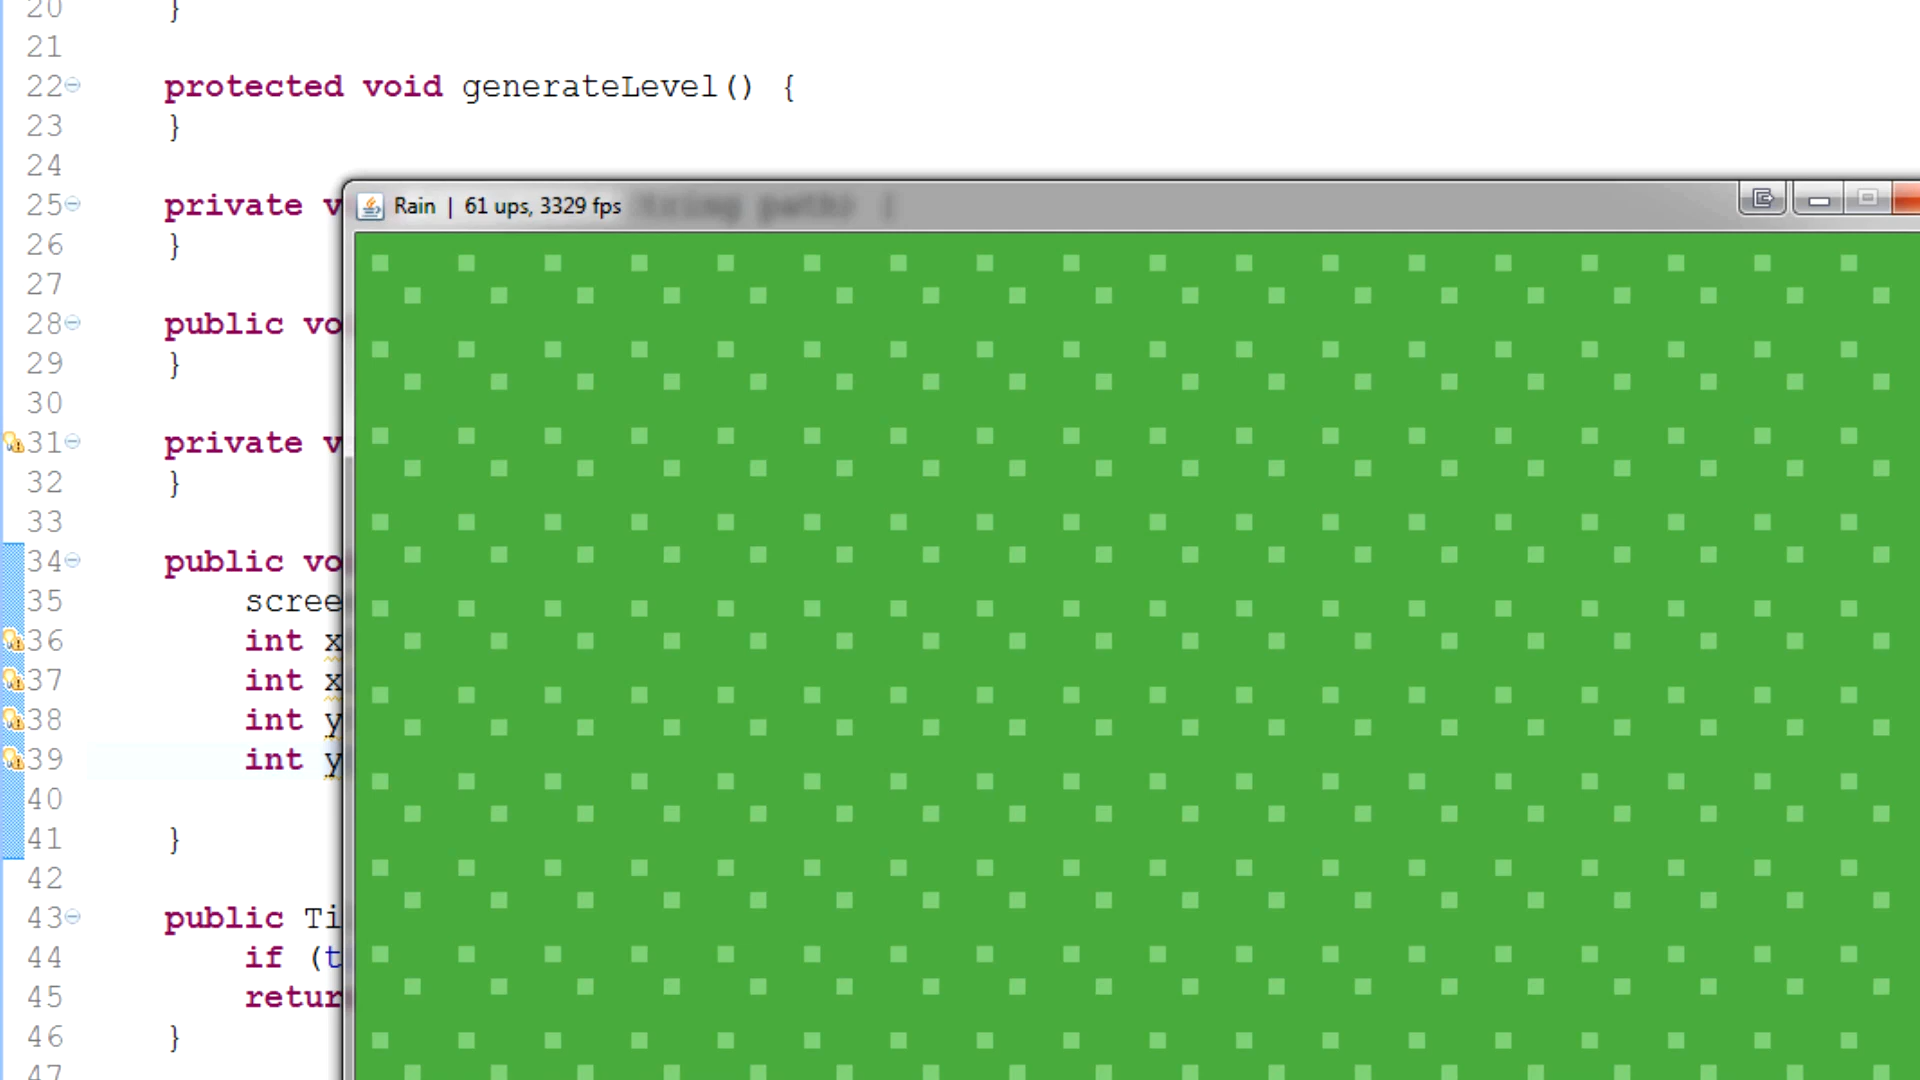 20 }
21
22 protected void generateLevel() {
23 }
24
25 private v
Rain | 61 ups, 3329 fps
26 }
27
28 public vo
29 }
30
31 private v
32 }
33
34 public vo
35 scree
36 int x
37 int x
38 int y
39 int y
40
41 }
42
43 public Ti
44 if (t
45 retur
46 }
47